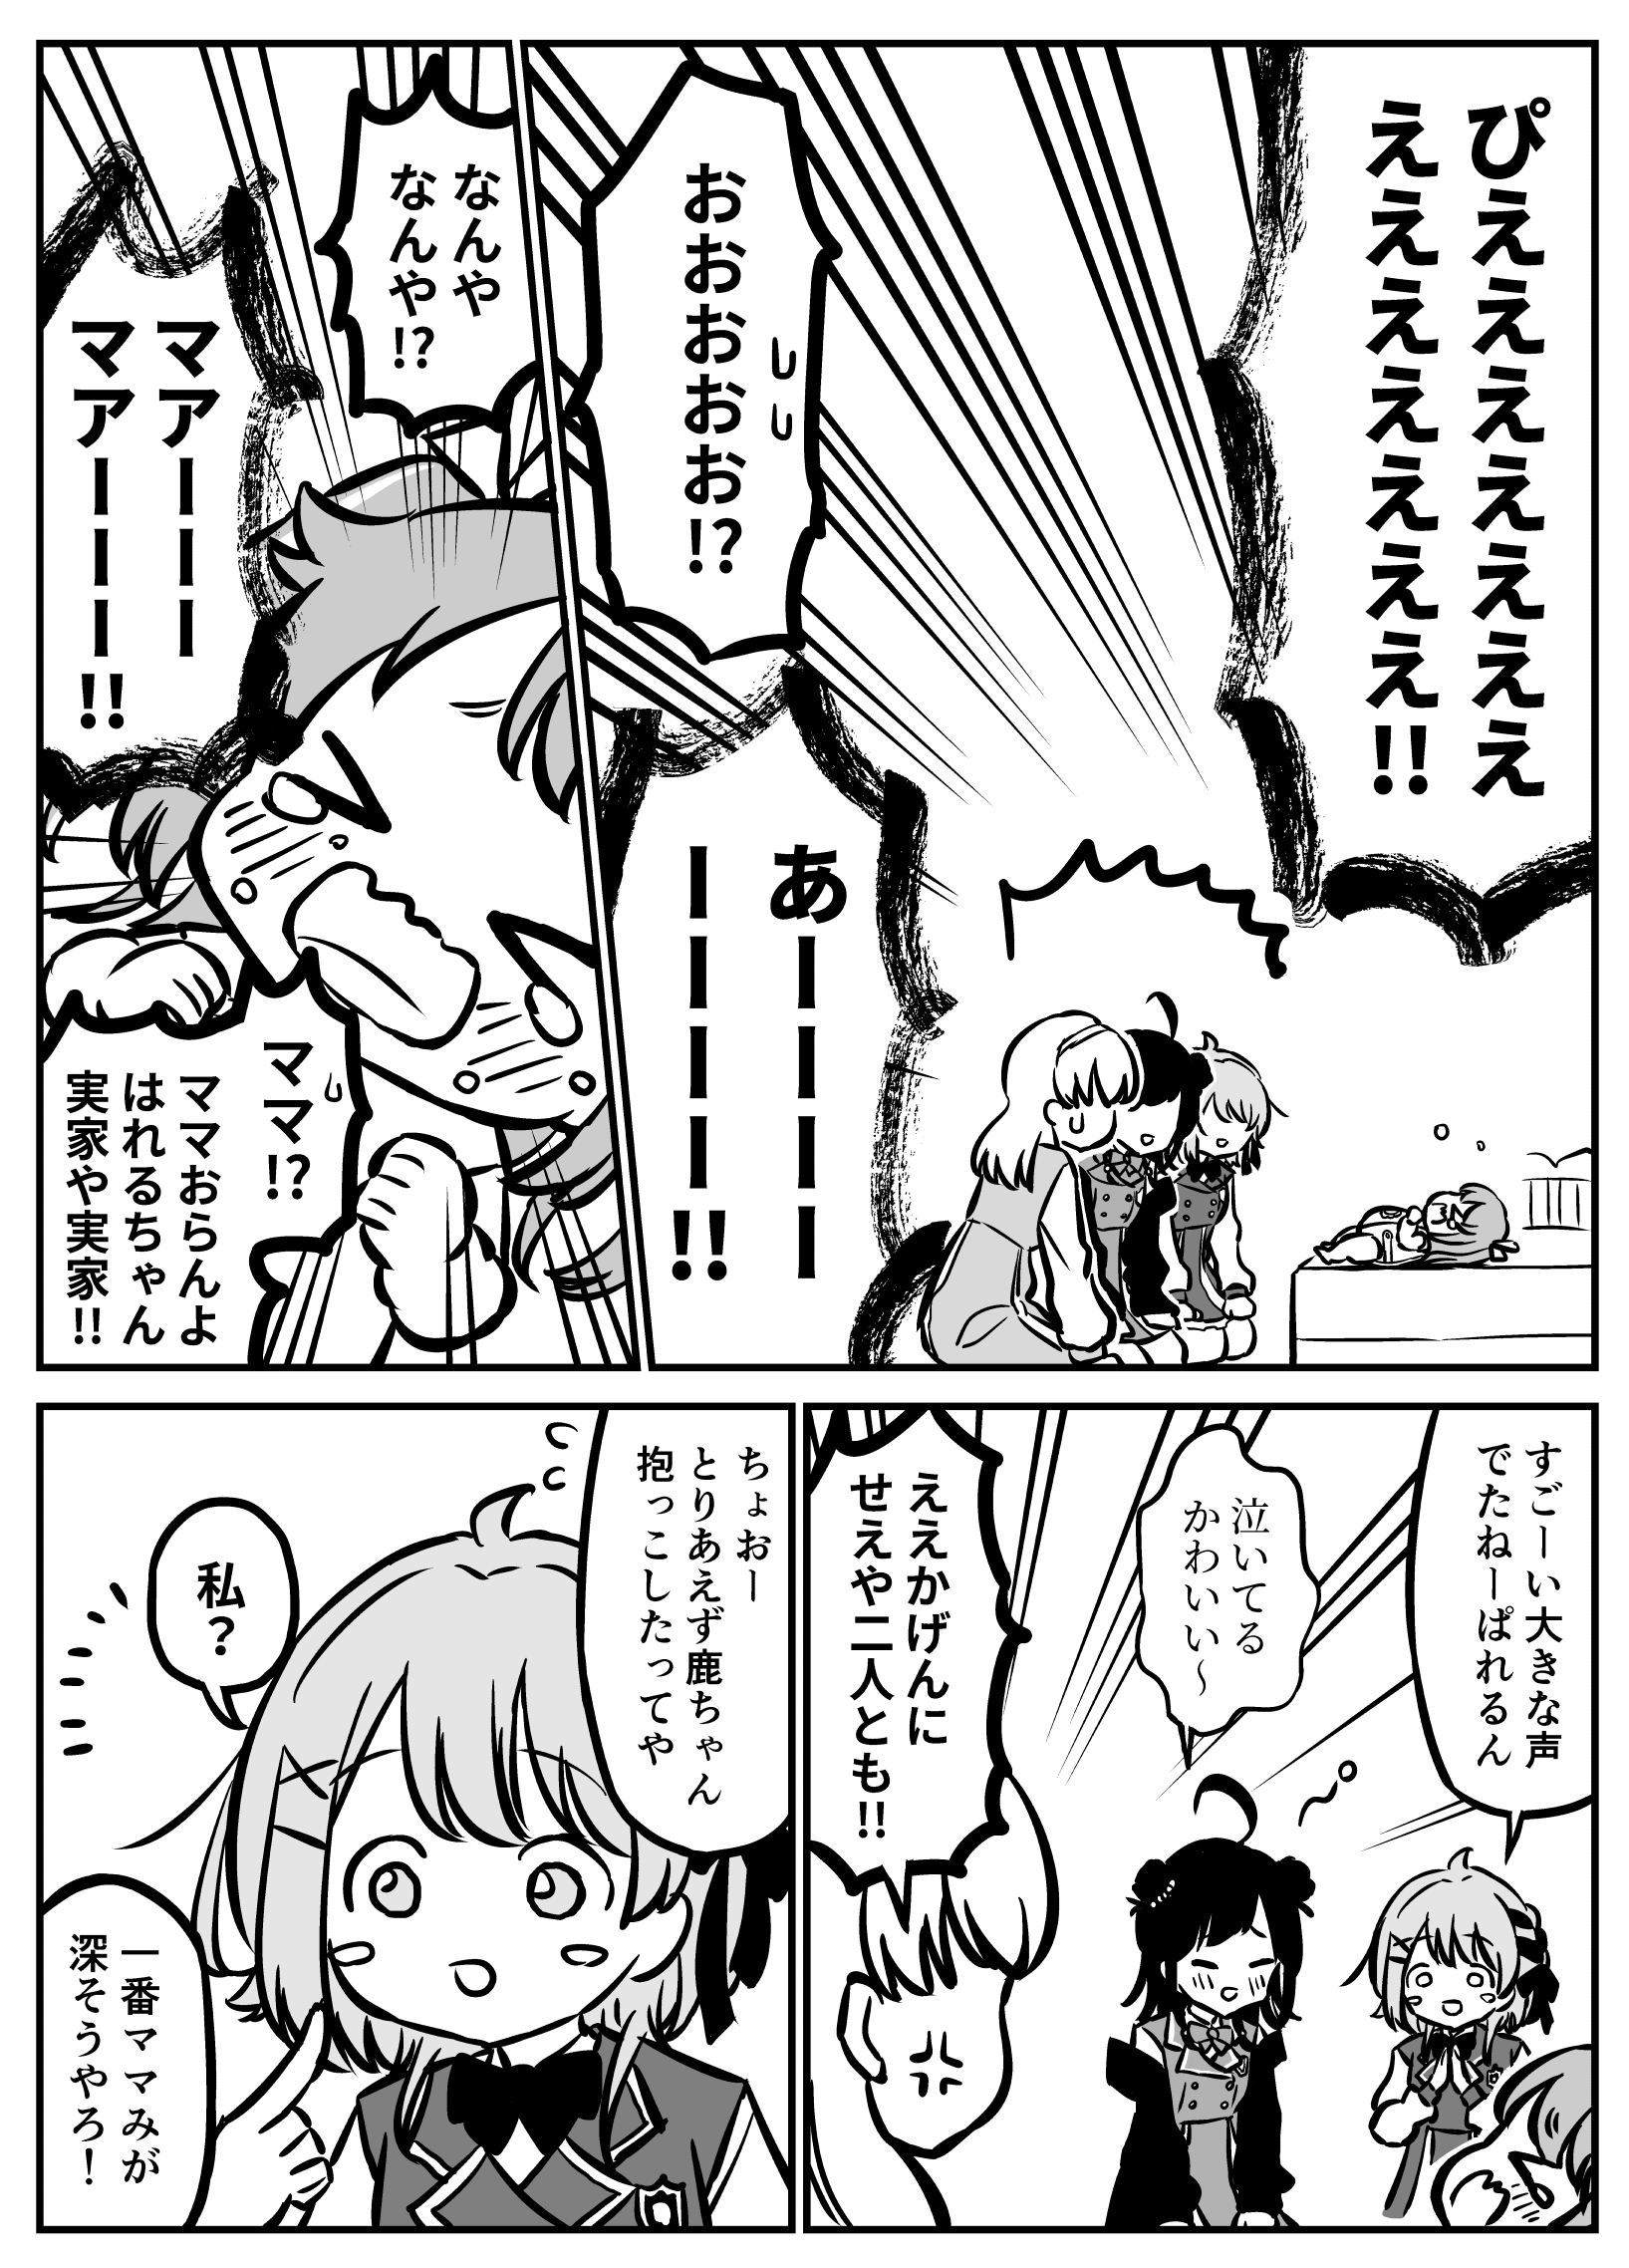 ぴええええええええ
えええええええ!!
おおおおお!?
あーーーー
ーーーー!!
なんや
なんや!?
マァーーー
マァーーー!!
ママ!?
ママおらんよ
はれるちゃん
実家や実家!!
すごーい大きな声
でたねーぱれるん
泣いてる
かわいい〜
ええかげんに
せえや二人とも!!
ちょおー
とりあえず鹿ちゃん
抱っこしたってや
私？
一番ママみが
深そうやろ！